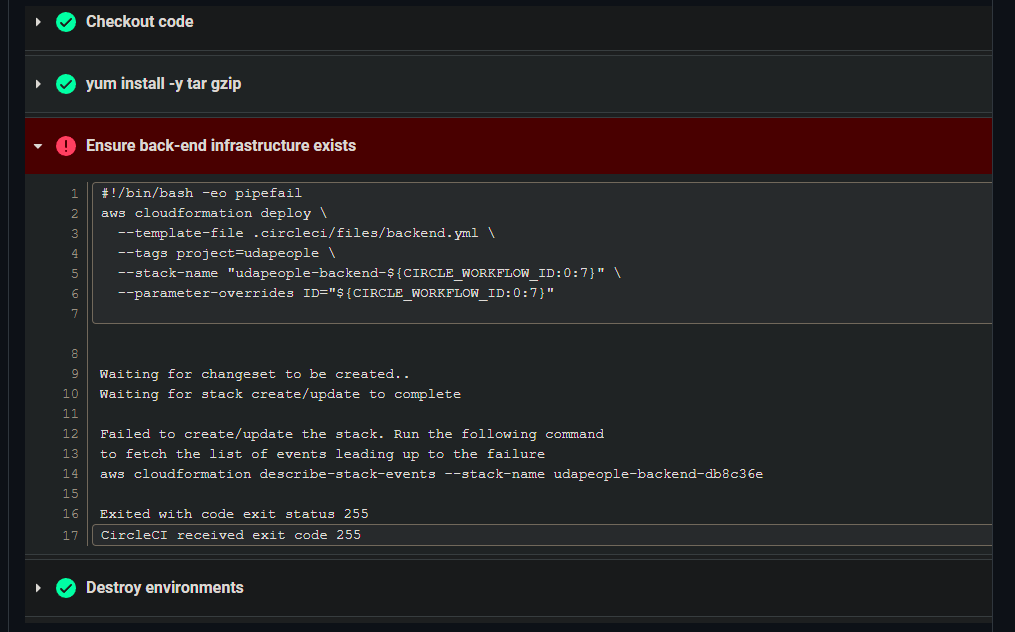 Checkout code
yum install -y tar gzip
Ensure back-end infrastructure exists
1 #!/bin/bash -eo pipefail
2 aws cloudformation deploy \
3   --template-file .circleci/files/backend.yml \
4   --tags project=udapeople \
5   --stack-name "udapeople-backend-${CIRCLE_WORKFLOW_ID:0:7}" \
6   --parameter-overrides ID="${CIRCLE_WORKFLOW_ID:0:7}"
7
8
9 Waiting for changeset to be created..
10 Waiting for stack create/update to complete
11
12 Failed to create/update the stack. Run the following command
13 to fetch the list of events leading up to the failure
14 aws cloudformation describe-stack-events --stack-name udapeople-backend-db8c36e
15
16 Exited with code exit status 255
17 CircleCI received exit code 255
Destroy environments